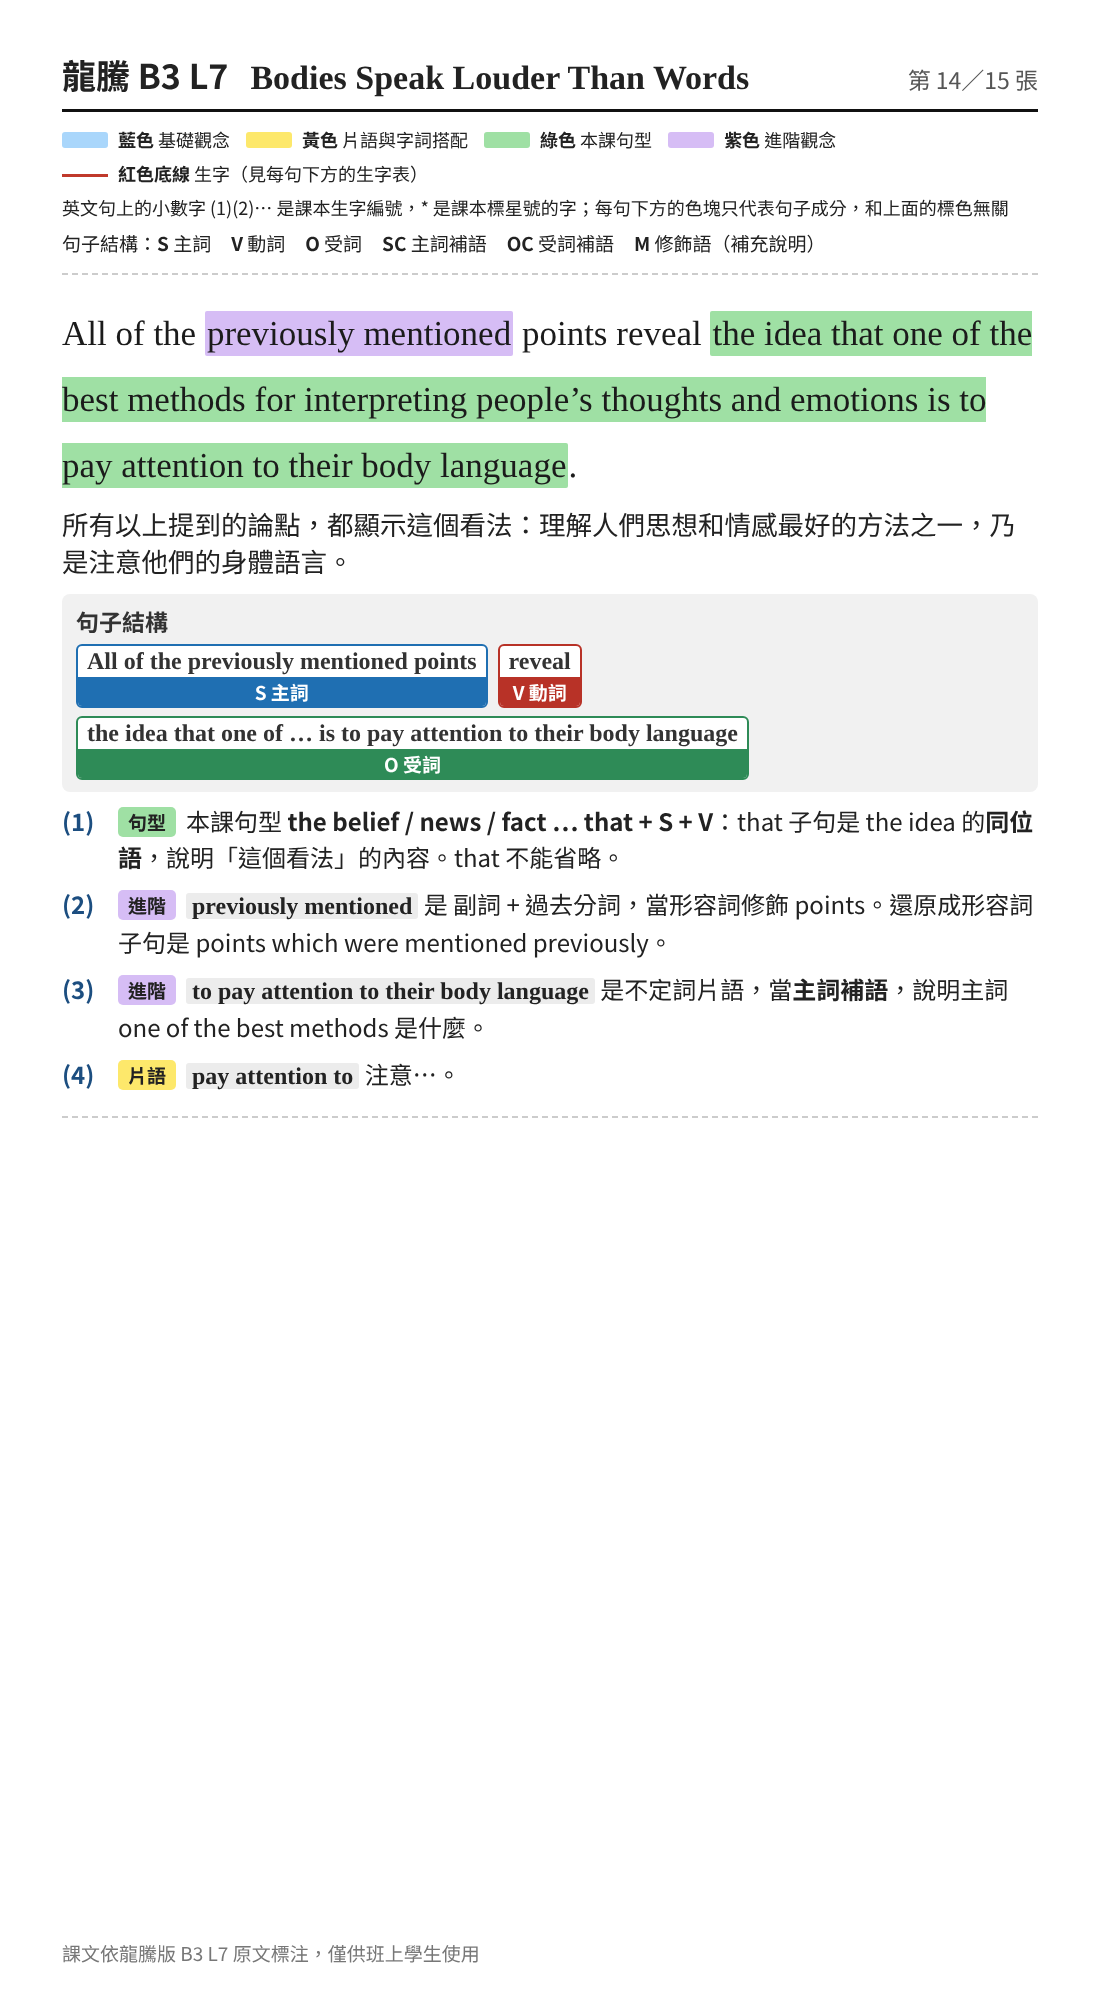 龍騰 B3 L7 Bodies Speak Louder Than Words 第 14／15 張
藍色 基礎觀念 黃色 片語與字詞搭配 綠色 本課句型 紫色 進階觀念
紅色底線 生字（見每句下方的生字表）
英文句上的小數字 (1)(2)⋯ 是課本生字編號，* 是課本標星號的字；每句下方的色塊只代表句子成分，和上面的標色無關
句子結構：S 主詞 V 動詞 O 受詞 SC 主詞補語 OC 受詞補語 M 修飾語（補充說明）
All of the previously mentioned points reveal the idea that one of the
best methods for interpreting people’s thoughts and emotions is to
pay attention to their body language.
所有以上提到的論點，都顯示這個看法：理解人們思想和情感最好的方法之一，乃
是注意他們的身體語言。
句子結構
All of the previously mentioned points reveal
S 主詞 V 動詞
the idea that one of … is to pay attention to their body language
O 受詞
(1) 句型 本課句型 the belief / news / fact … that + S + V：that 子句是 the idea 的同位
語，說明「這個看法」的內容。that 不能省略。
(2) 進階 previously mentioned 是 副詞 + 過去分詞，當形容詞修飾 points。還原成形容詞
子句是 points which were mentioned previously。
(3) 進階 to pay attention to their body language 是不定詞片語，當主詞補語，說明主詞
one of the best methods 是什麼。
(4) 片語 pay attention to 注意⋯。
課文依龍騰版 B3 L7 原文標注，僅供班上學生使用